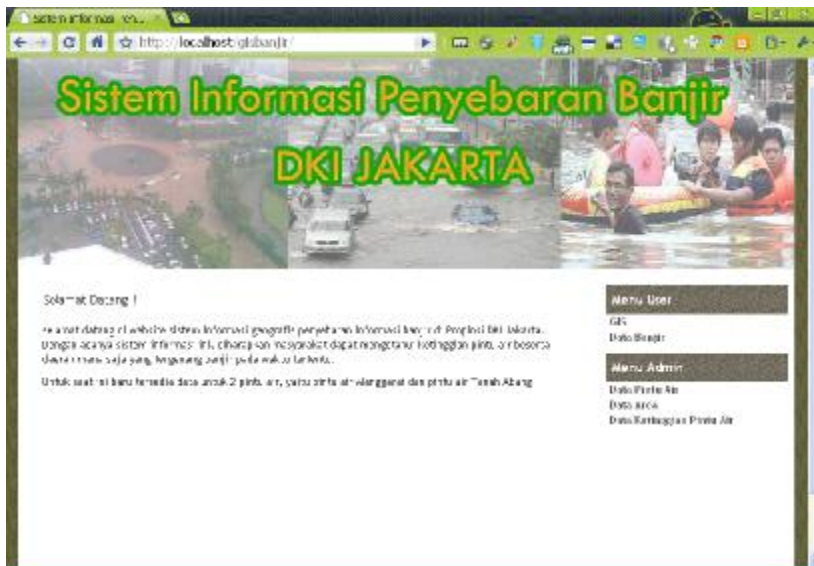 Sistem Informasi Pen...
http://localhost/gisbanjir/
Sistem Informasi Penyebaran Banjir
DKI JAKARTA
Selamat Datang !
Selamat datang di website sistem informasi geografis penyebaran informasi banjir di Propinsi DKI Jakarta.
Dengan adanya sistem informasi ini, diharapkan masyarakat dapat mengetahui ketinggian pintu air beserta
daerah mana saja yang tergenang banjir pada waktu tertentu.
Untuk saat ini baru tersedia data untuk 2 pintu air, yaitu pintu air Manggarai dan pintu air Tanah Abang
Menu User
GIS
Data Banjir
Menu Admin
Data Pintu Air
Data Area
Data Ketinggian Pintu Air